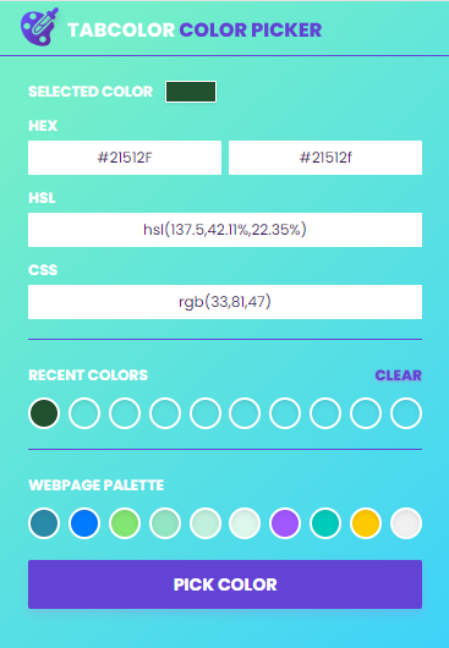 TABCOLOR COLOR PICKER
SELECTED COLOR
HEX
#21512F #21512f
HSL
hsl(137.5,42.11%,22.35%)
CSS
rgb(33,81,47)
RECENT COLORS CLEAR
WEBPAGE PALETTE
PICK COLOR